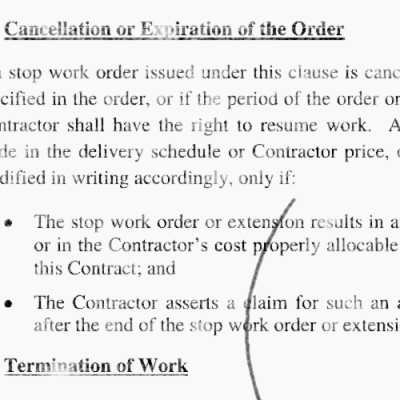 Cancellation or Expiration of the Order
stop work order issued under this clause is canc
cified in the order, or if the period of the order or
ntractor shall have the right to resume work. A
de in the delivery schedule or Contractor price,
dified in writing accordingly, only if:
• The stop work order or extension results in a
or in the Contractor's cost properly allocable
this Contract; and
• The Contractor asserts a claim for such an a
after the end of the stop work order or extensi
Termination of Work